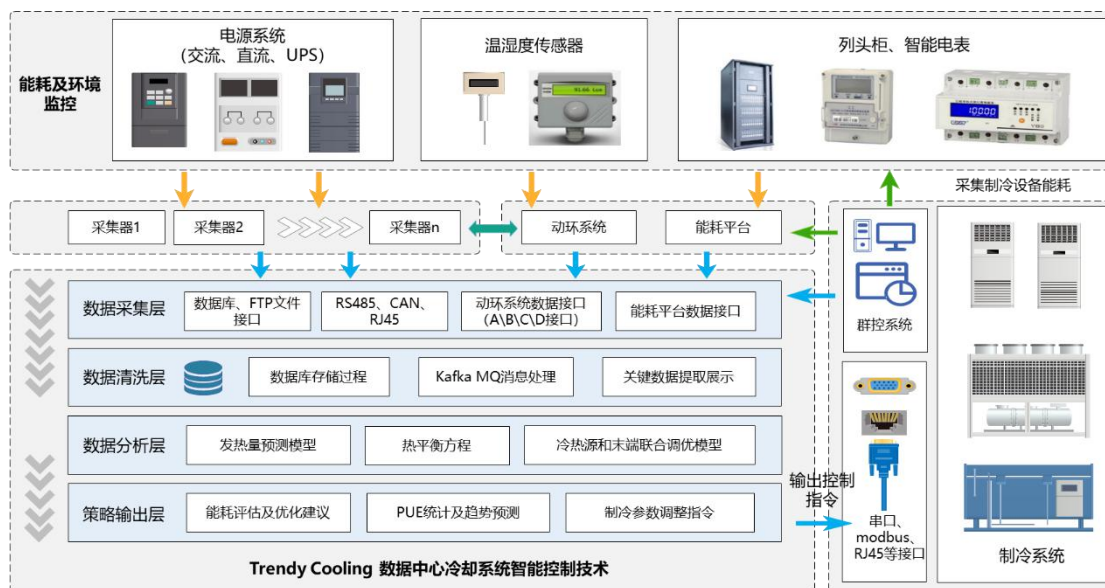 电源系统
(交流、直流、UPS)
温湿度传感器
列头柜、智能电表
能耗及环境
监控
10,000
采集制冷设备能耗
采集器1
采集器2
采集器n
动环系统
能耗平台
群控系统
数据采集层
数据库、FTP文件
接口
RS485、CAN、
RJ45
动环系统数据接口
(A\B\C\D接口)
能耗平台数据接口
数据清洗层
数据库存储过程
Kafka MQ消息处理
关键数据提取展示
数据分析层
发热量预测模型
热平衡方程
冷热源和末端联合调优模型
策略输出层
能耗评估及优化建议
PUE统计及趋势预测
制冷参数调整指令
输出控制
指令
串口、
modbus、
RJ45等接口
制冷系统
Trendy Cooling 数据中心冷却系统智能控制技术